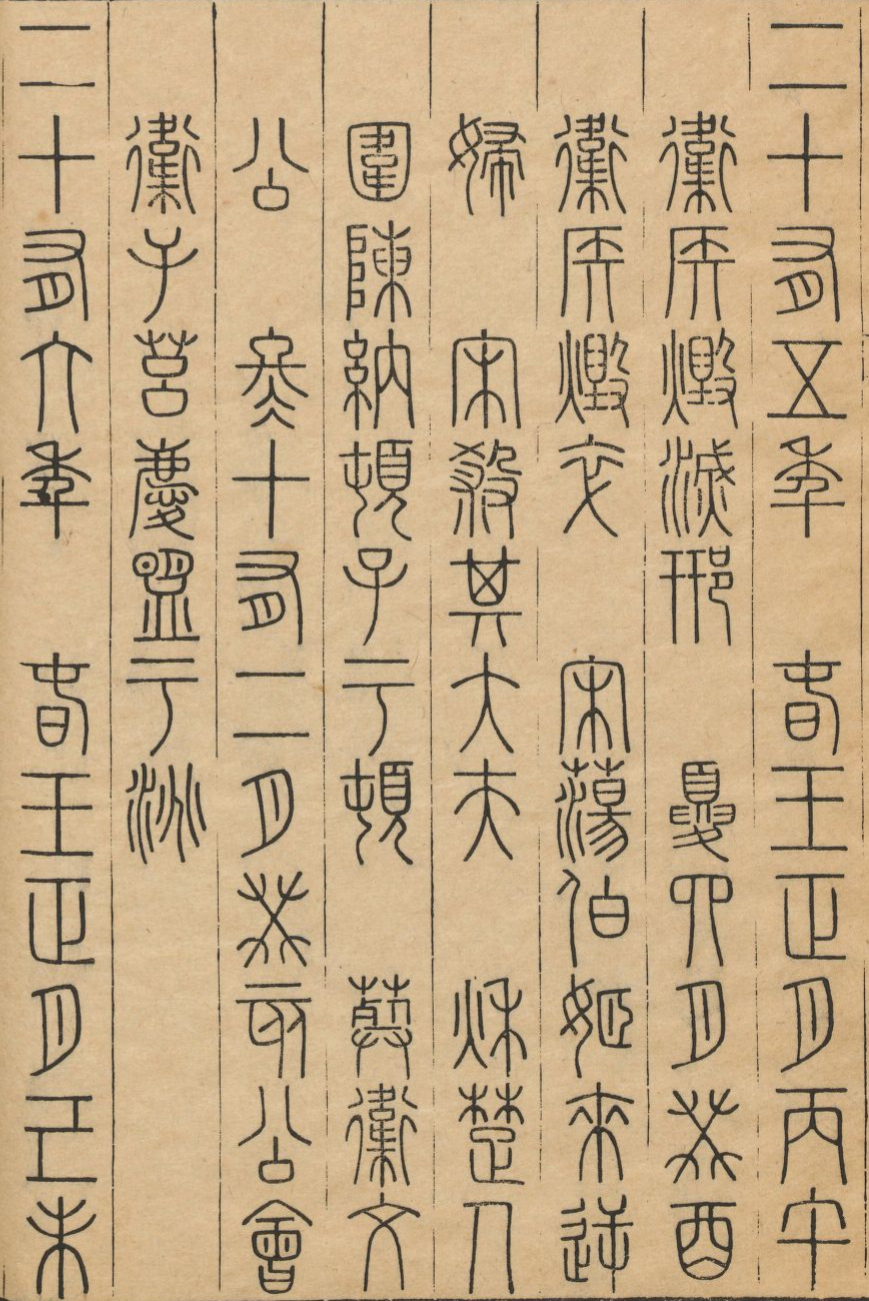 二十有五年　春王正月丙午
衛侯燬滅邢　夏四月癸酉
衛侯燬卒　宋蕩伯姬來逆
婦　宋殺其大夫　秋楚人
圍陳納頓子于頓　葬衛文
公　冬十有二月癸亥公會
衛子莒慶盟于洮
二十有六年　春王正月己未